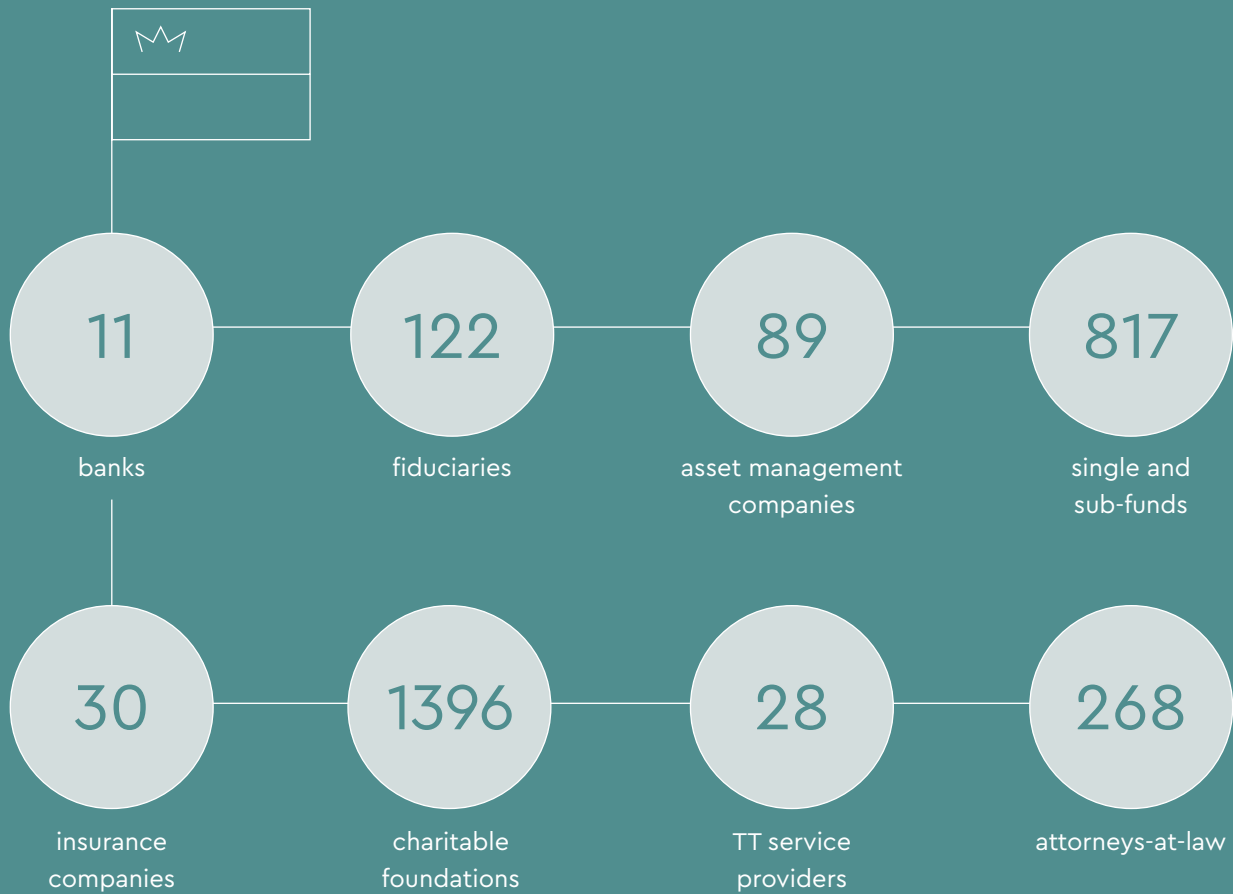 11
banks
122
fiduciaries
89
asset management
companies
817
single and
sub-funds
30
insurance
companies
1396
charitable
foundations
28
TT service
providers
268
attorneys-at-law